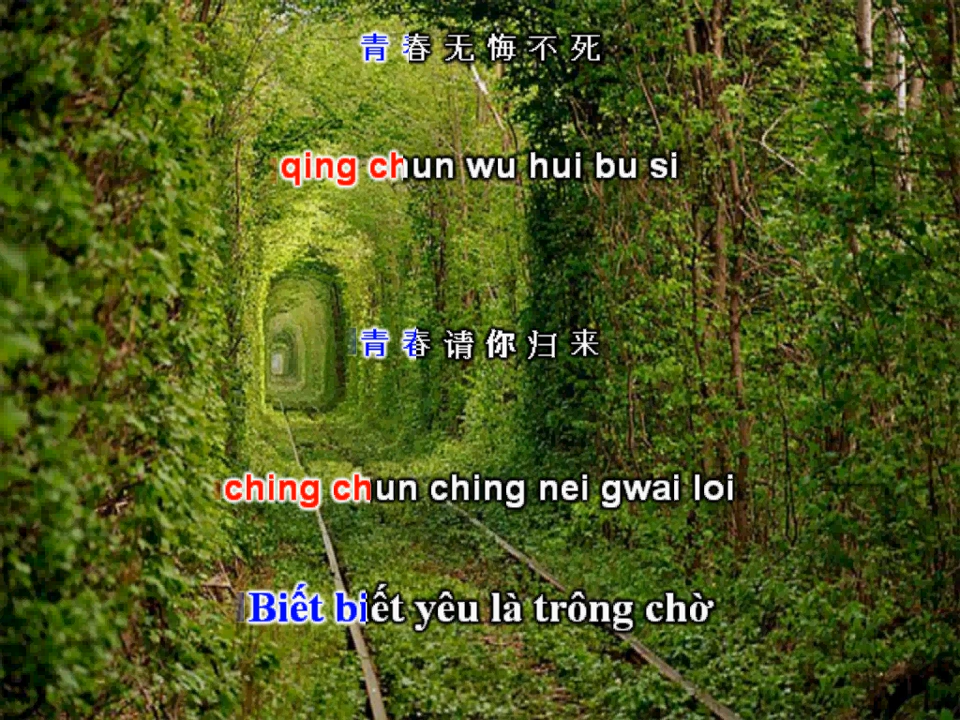 青春无悔不死
qing chun wu hui bu si
青春请你归来
ching chun ching nei gwai loi
Biết biết yêu là trông chờ